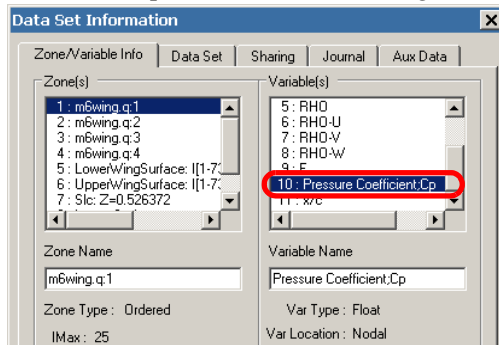 Data Set Information
Zone/Variable Info
Data Set
Sharing
Journal
Aux Data
Zone(s)
1 : m6wing.q:1
2 : m6wing.q:2
3 : m6wing.q:3
4 : m6wing.q:4
5 : LowerWingSurface: I[1-7
6 : UpperWingSurface: I[1-7
7 : Slc: Z=0.526372
Variable(s)
5 : RHO
6 : RHO-U
7 : RHO-V
8 : RHO-W
9 : E
10 : Pressure Coefficient;Cp
11 : x/c
Zone Name
m6wing.q:1
Zone Type : Ordered
IMax : 25
Variable Name
Pressure Coefficient;Cp
Var Type : Float
Var Location : Nodal